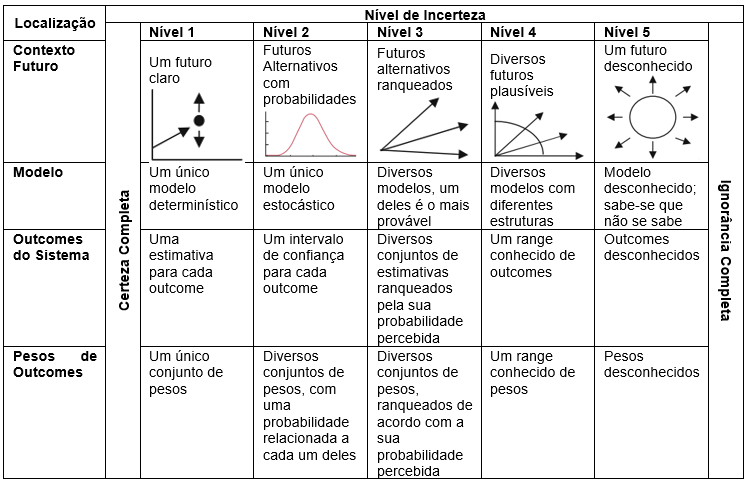 Localização
Nível de Incerteza
Nível 1
Nível 2
Nível 3
Nível 4
Nível 5
Contexto
Futuro
Certeza Completa
Um futuro
claro
Futuros
Alternativos
com
probabilidades
Futuros
alternativos
ranqueados
Diversos
futuros
plausíveis
Um futuro
desconhecido
Ignorância Completa
Modelo
Um único
modelo
determinístico
Um único
modelo
estocástico
Diversos
modelos, um
deles é o mais
provável
Diversos
modelos com
diferentes
estruturas
Modelo
desconhecido;
sabe-se que
não se sabe
Outcomes
do Sistema
Uma
estimativa
para cada
outcome
Um intervalo
de confiança
para cada
outcome
Diversos
conjuntos de
estimativas
ranqueados
pela sua
probabilidade
percebida
Um range
conhecido de
outcomes
Outcomes
desconhecidos
Pesos de
Outcomes
Um único
conjunto de
pesos
Diversos
conjuntos de
pesos, com
uma
probabilidade
relacionada a
cada um deles
Diversos
conjuntos de
pesos,
ranqueados de
acordo com a
sua
probabilidade
percebida
Um range
conhecido de
pesos
Pesos
desconhecidos